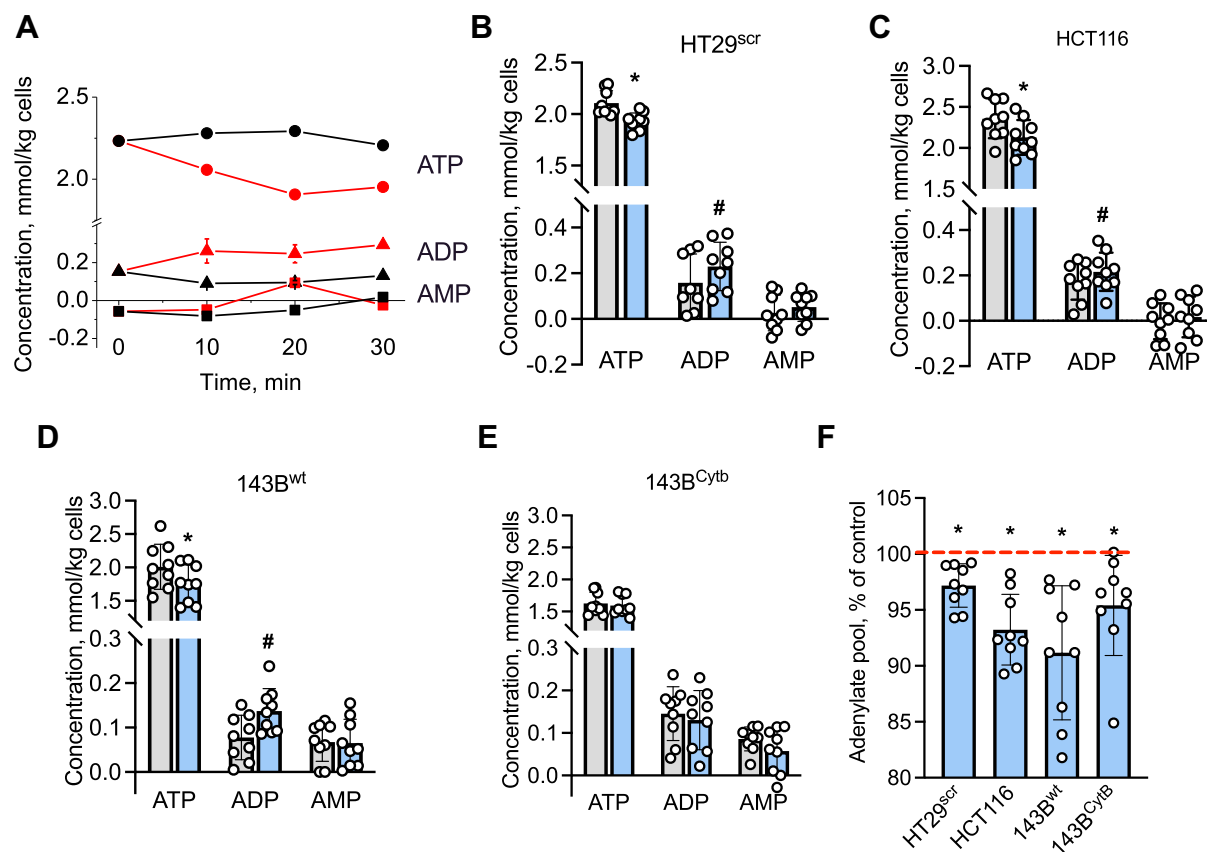 A
Concentration, mmol/kg cells
2.5
2.0
0.2
0.0
-0.2
0
10
20
30
Time, min
ATP
ADP
AMP
B
HT29scr
Concentration, mmol/kg cells
2.5
2.0
1.5
0.4
0.2
0.0
-0.2
*
#
ATP
ADP
AMP
C
HCT116
Concentration, mmol/kg cells
3.0
2.5
2.0
1.5
0.4
0.2
0.0
-0.2
*
#
ATP
ADP
AMP
D
143Bwt
Concentration, mmol/kg cells
3.0
2.5
2.0
1.5
0.3
0.2
0.1
0.0
*
#
ATP
ADP
AMP
E
143BCytb
Concentration, mmol/kg cells
3.0
2.5
2.0
1.5
0.3
0.2
0.1
0.0
ATP
ADP
AMP
F
Adenylate pool, % of control
105
100
95
90
85
80
*
*
*
*
HT29scr
HCT116
143Bwt
143BCytB